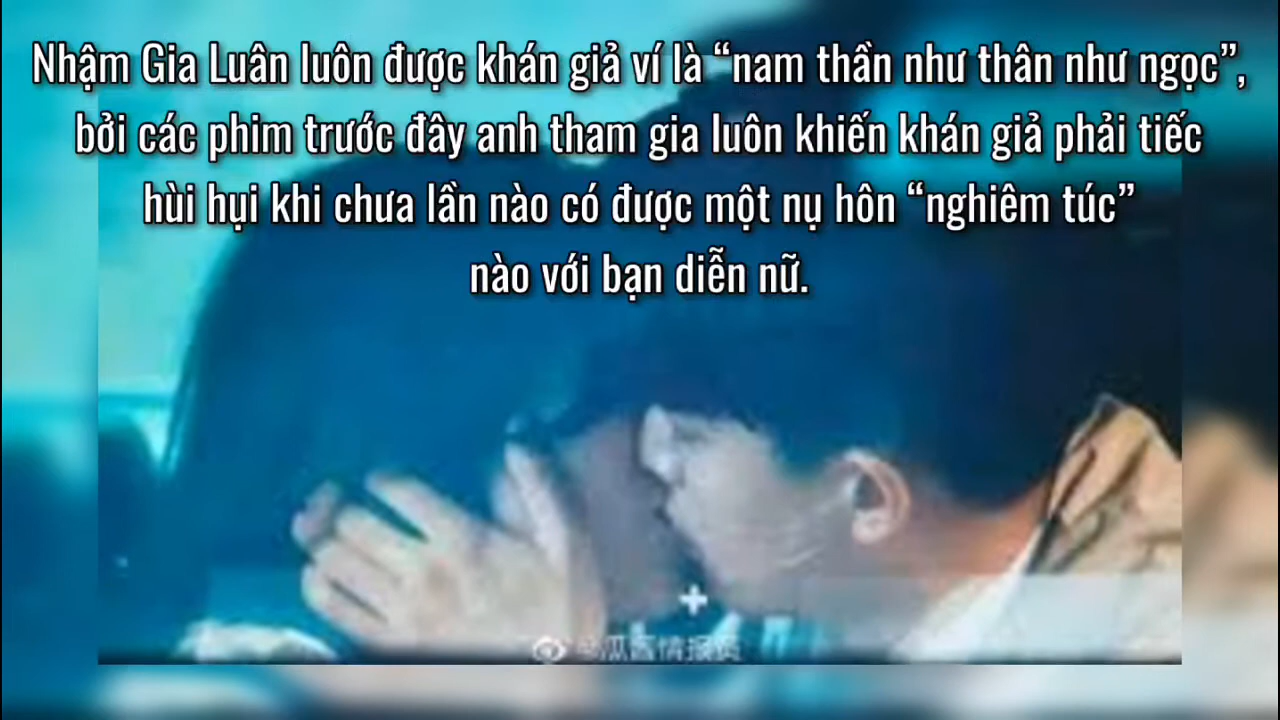 Nhậm Gia Luân luôn được khán giả ví là “nam thần như thân như ngọc”,
bởi các phim trước đây anh tham gia luôn khiến khán giả phải tiếc
hùi hụi khi chưa lần nào có được một nụ hôn “nghiêm túc”
nào với bạn diễn nữ.